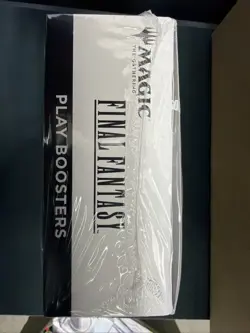 MAGIC
THE GATHERING
FINAL FANTASY
PLAY BOOSTERS